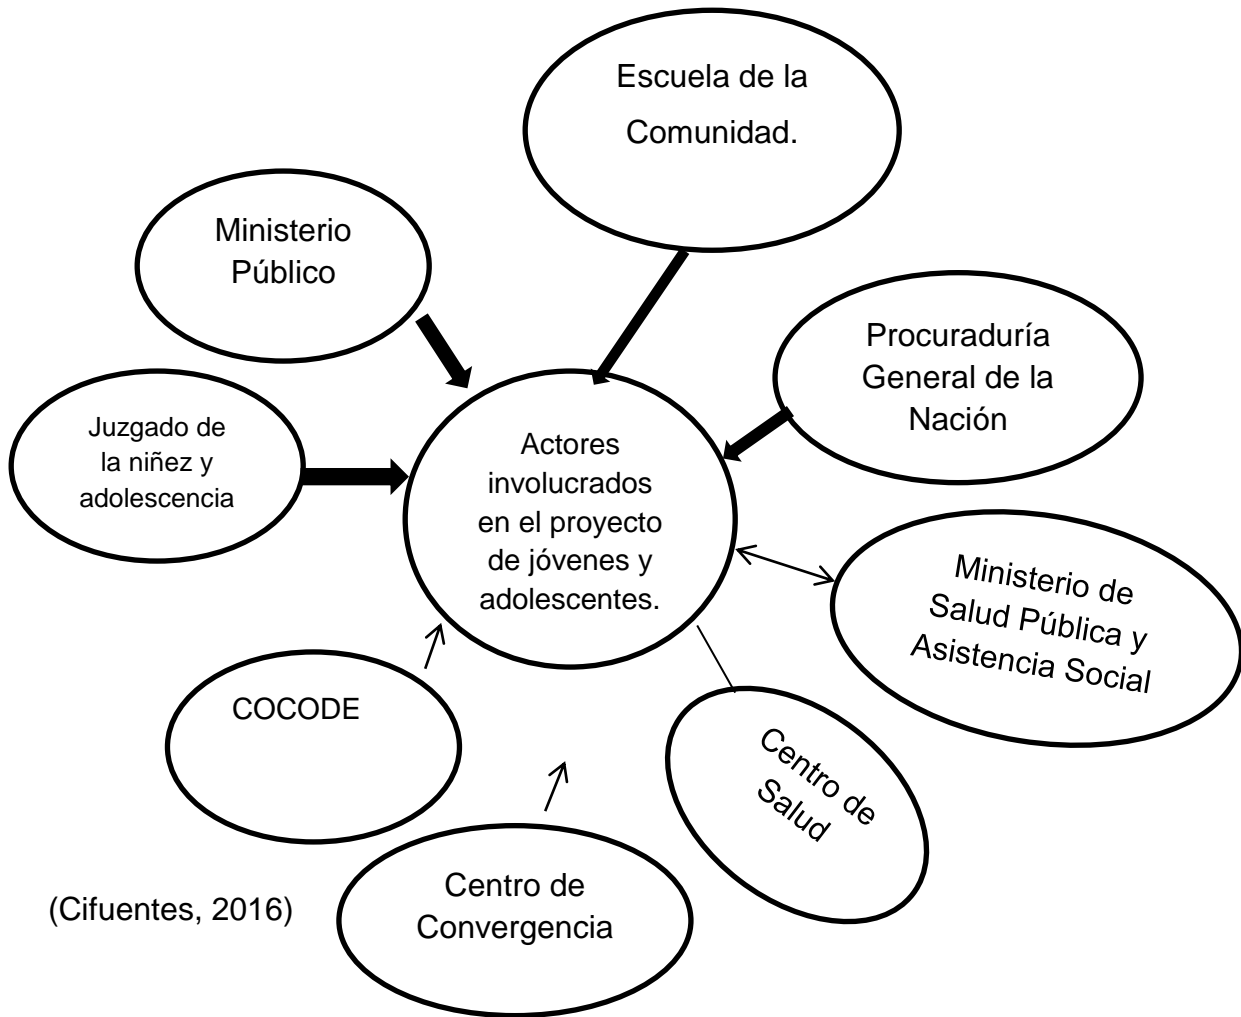 Escuela de la
Comunidad.
Ministerio
Público
Procuraduría
General de la
Nación
Juzgado de
la niñez y
adolescencia
Actores
involucrados
en el proyecto
de jóvenes y
adolescentes.
Ministerio de
Salud Pública y
Asistencia Social
COCODE
Centro de
Salud
Centro de
Convergencia
(Cifuentes, 2016)